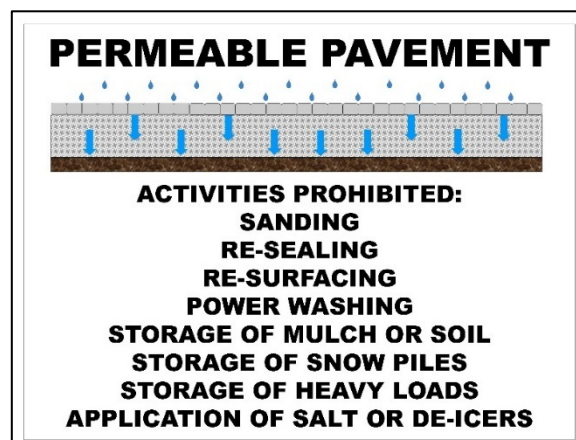 PERMEABLE PAVEMENT
ACTIVITIES PROHIBITED:
SANDING
RE-SEALING
RE-SURFACING
POWER WASHING
STORAGE OF MULCH OR SOIL
STORAGE OF SNOW PILES
STORAGE OF HEAVY LOADS
APPLICATION OF SALT OR DE-ICERS